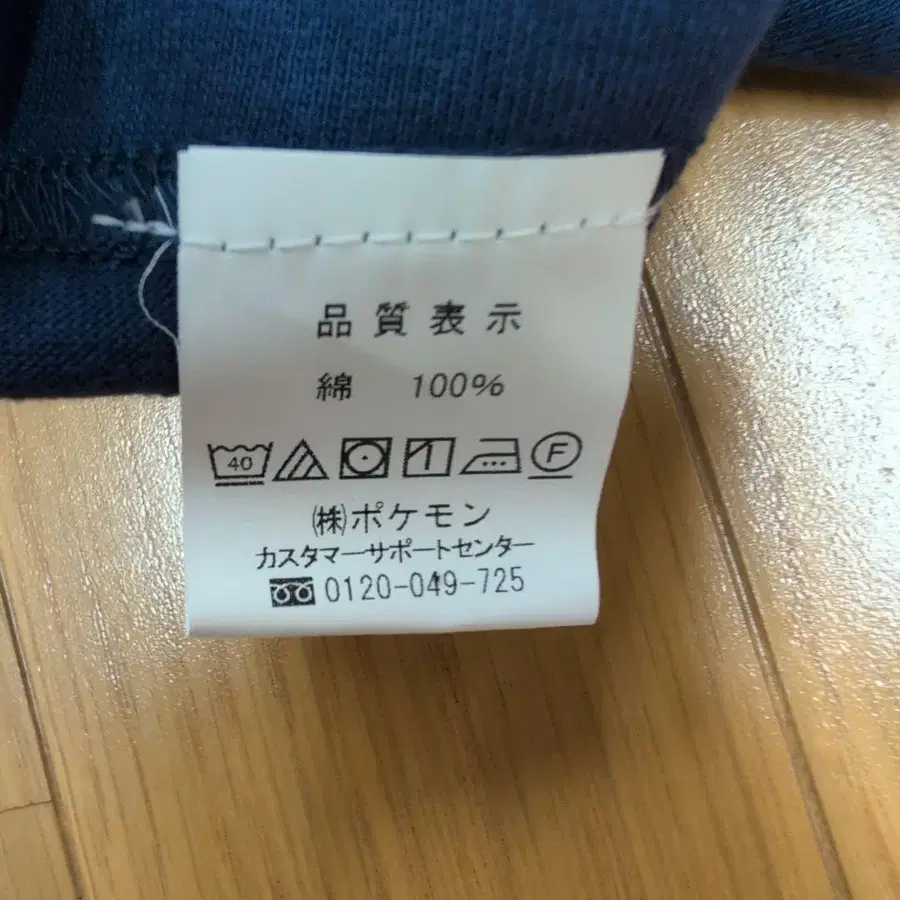 品質表示
綿 100%
40 F
㈱ポケモン
カスタマーサポートセンター
0120-049-725